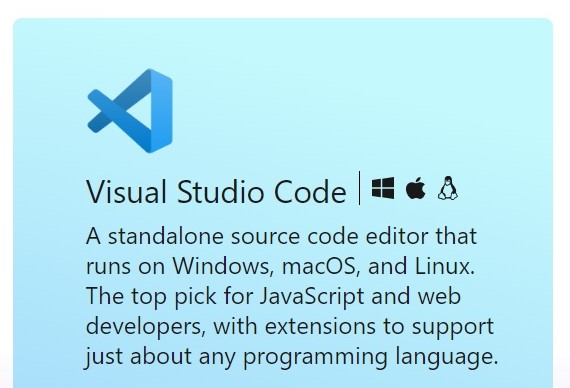 Visual Studio Code
A standalone source code editor that
runs on Windows, macOS, and Linux.
The top pick for JavaScript and web
developers, with extensions to support
just about any programming language.